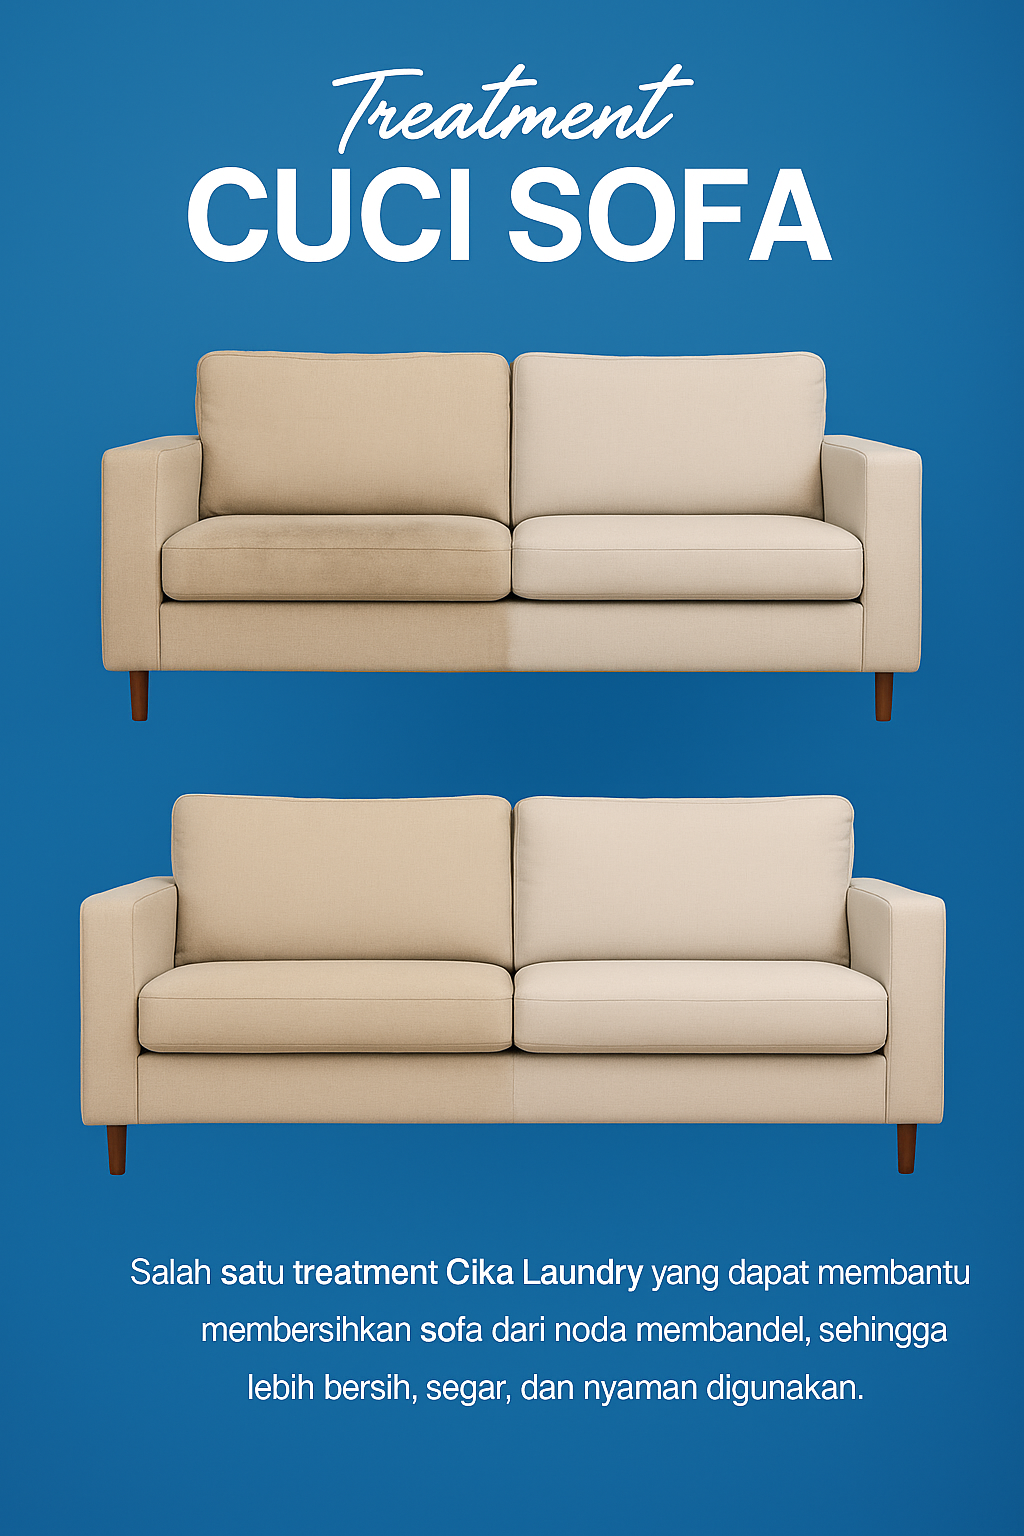 Treatment
CUCI SOFA
Salah satu treatment Cika Laundry yang dapat membantu
membersihkan sofa dari noda membandel, sehingga
lebih bersih, segar, dan nyaman digunakan.